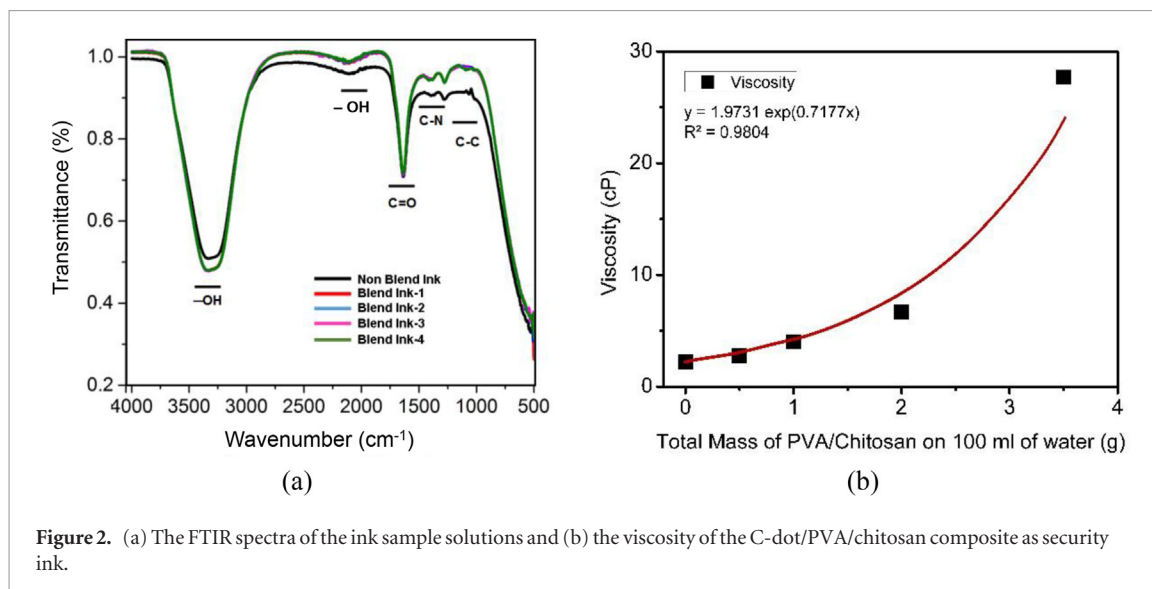 1.0
0.8
0.6
0.4
0.2
Transmittance (%)
– OH
C-N
C-C
C=O
–OH
Non Blend Ink
Blend Ink-1
Blend Ink-2
Blend Ink-3
Blend Ink-4
4000 3500 3000 2500 2000 1500 1000 500
Wavenumber (cm⁻¹)
(a)
30
20
10
0
Viscosity (cP)
Viscosity
y = 1.9731 exp(0.7177x)
R² = 0.9804
0 1 2 3 4
Total Mass of PVA/Chitosan on 100 ml of water (g)
(b)
Figure 2. (a) The FTIR spectra of the ink sample solutions and (b) the viscosity of the C-dot/PVA/chitosan composite as security
ink.